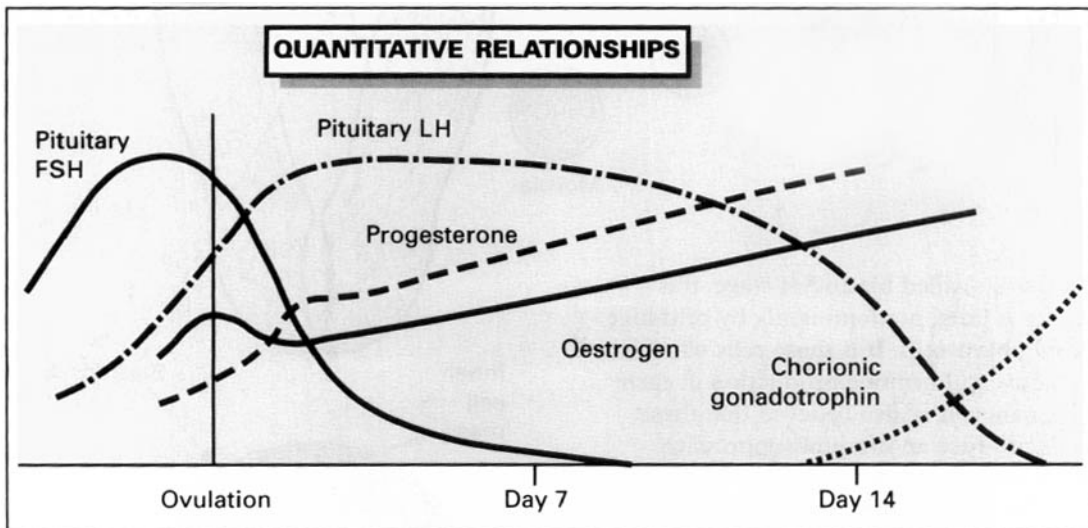 QUANTITATIVE RELATIONSHIPS
Pituitary
FSH
Pituitary LH
Progesterone
Oestrogen
Chorionic
gonadotrophin
Ovulation
Day 7
Day 14